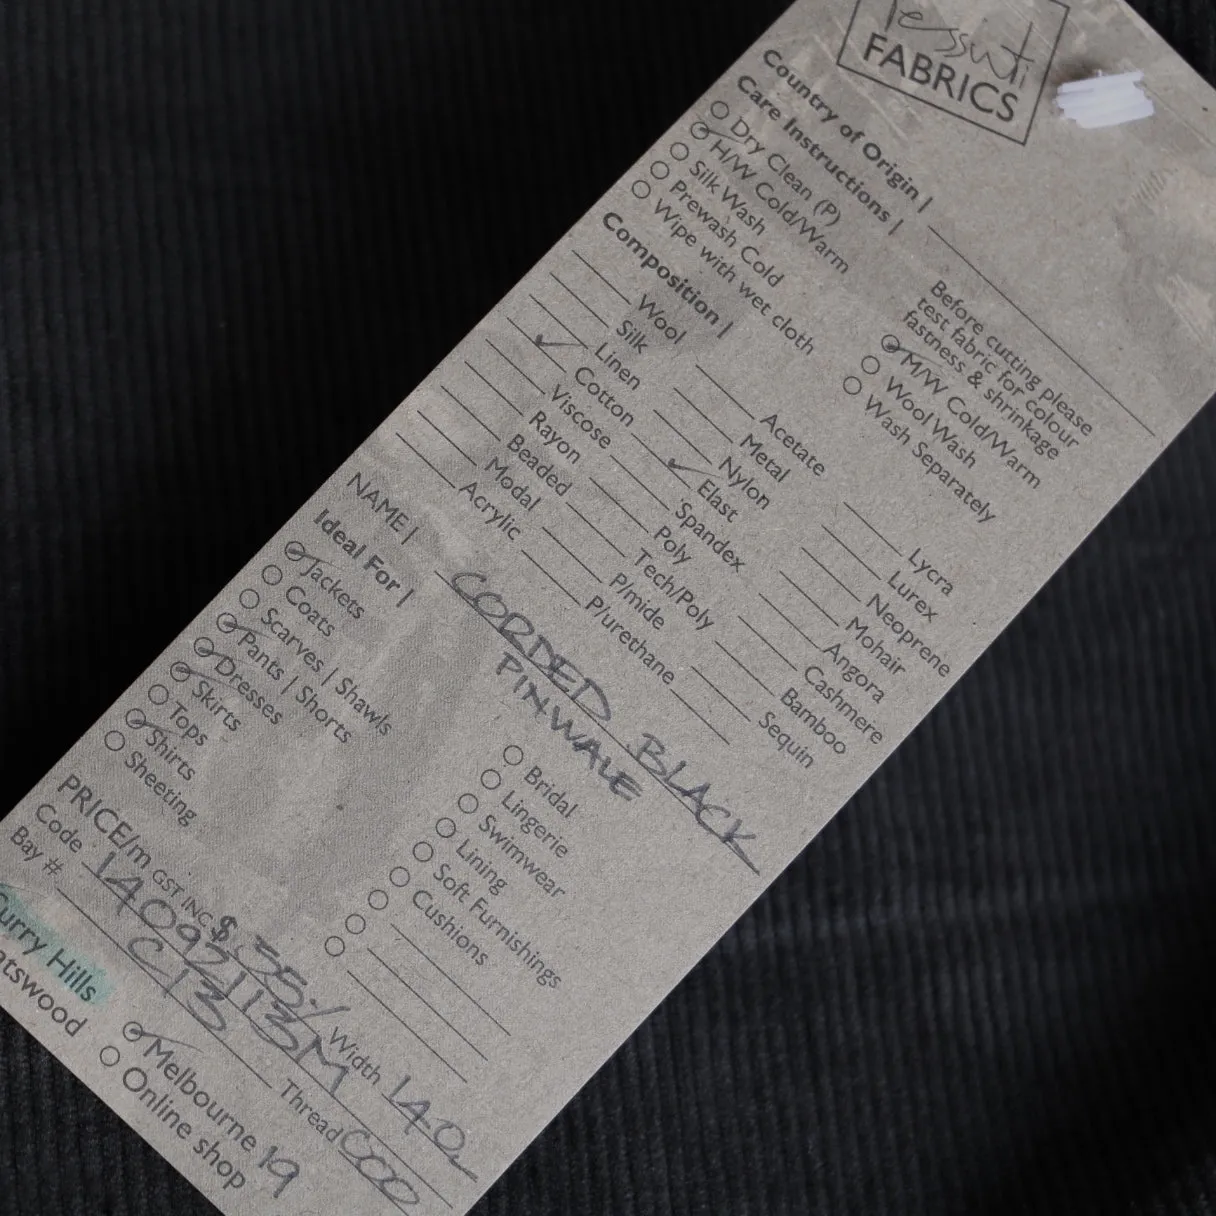 Tessuti
FABRICS
Country of Origin |
Care Instructions |
Dry Clean (P)
H/W Cold/Warm
Silk Wash
Prewash Cold
Wipe with wet cloth
Before cutting please
test fabric for colour
fastness & shrinkage
M/W Cold/Warm
Wool Wash
Wash Separately
Composition |
Wool
Silk
Linen
Cotton
Viscose
Rayon
Beaded
Modal
Acrylic
Acetate
Metal
Nylon
Elast
Spandex
Poly
Tech/Poly
P/mide
P/urethane
Lycra
Lurex
Neoprene
Mohair
Angora
Cashmere
Bamboo
Sequin
NAME | CORDED BLACK
PINWALE
Ideal For |
Jackets
Coats
Scarves | Shawls
Pants | Shorts
Dresses
Skirts
Tops
Shirts
Sheeting
Bridal
Lingerie
Swimwear
Lining
Soft Furnishings
Cushions
PRICE/m GST INC $35 Width 140
Code 14092113M
Bay # C13 Thread C00
urry Hills
atswood
Melbourne 19
Online shop